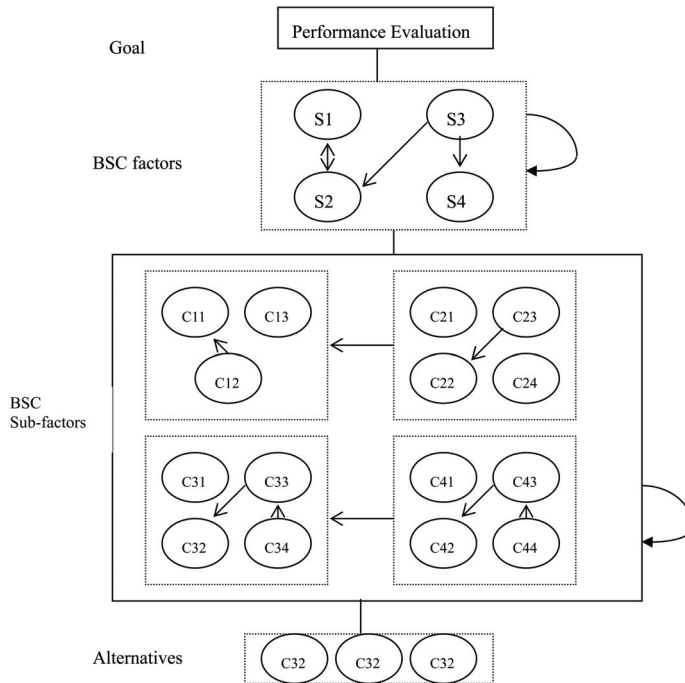 Performance Evaluation
Goal
S1
S3
BSC factors
S2
S4
C11
C13
C21
C23
C12
C22
C24
BSC
Sub-factors
C31
C33
C41
C43
C32
C34
C42
C44
Alternatives
C32
C32
C32